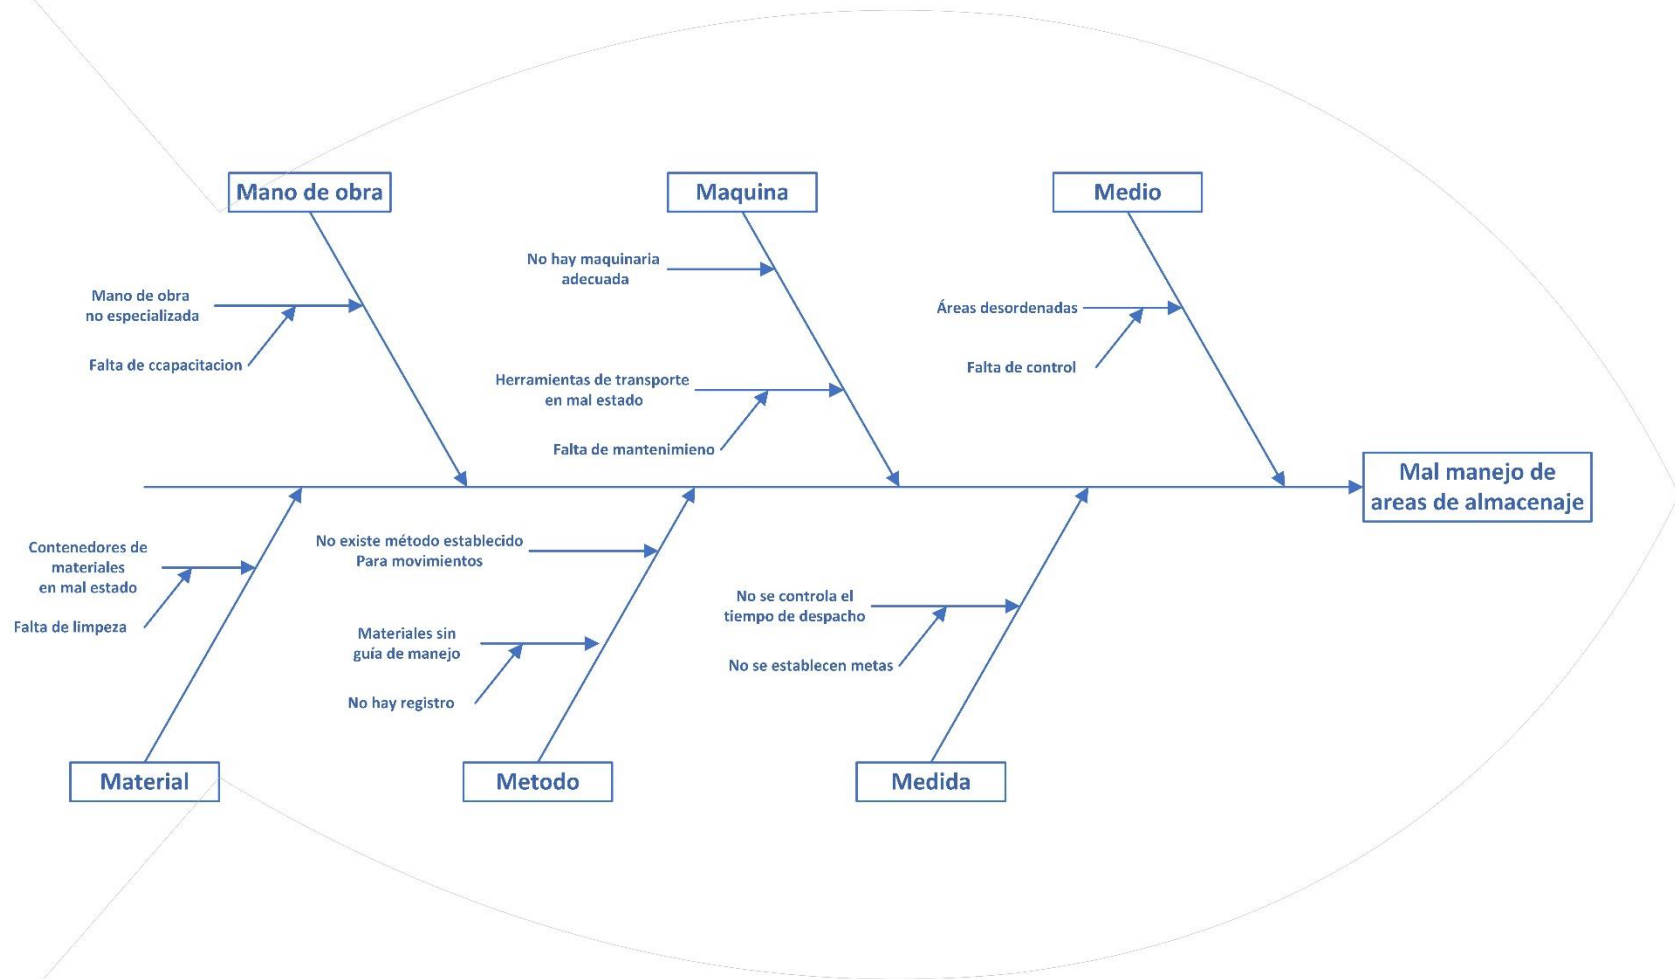 Mano de obra
Maquina
Medio
No hay maquinaria
adecuada
Mano de obra
no especializada
Áreas desordenadas
Falta de ccapacitacion
Falta de control
Herramientas de transporte
en mal estado
Falta de mantenimieno
Mal manejo de
areas de almacenaje
Contenedores de
materiales
en mal estado
No existe método establecido
Para movimientos
No se controla el
tiempo de despacho
Falta de limpeza
Materiales sin
guía de manejo
No se establecen metas
No hay registro
Material
Metodo
Medida